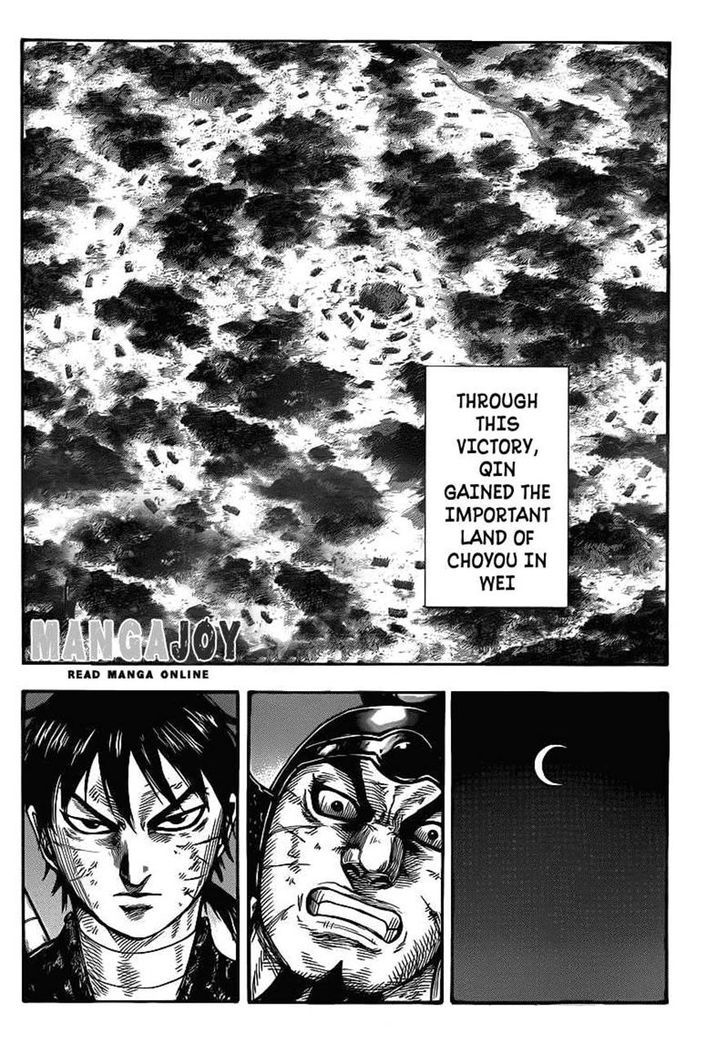 THROUGH
THIS
VICTORY,
QIN
GAINED THE
IMPORTANT
LAND OF
CHOYOU IN
WEI
MANGAJOY
READ MANGA ONLINE